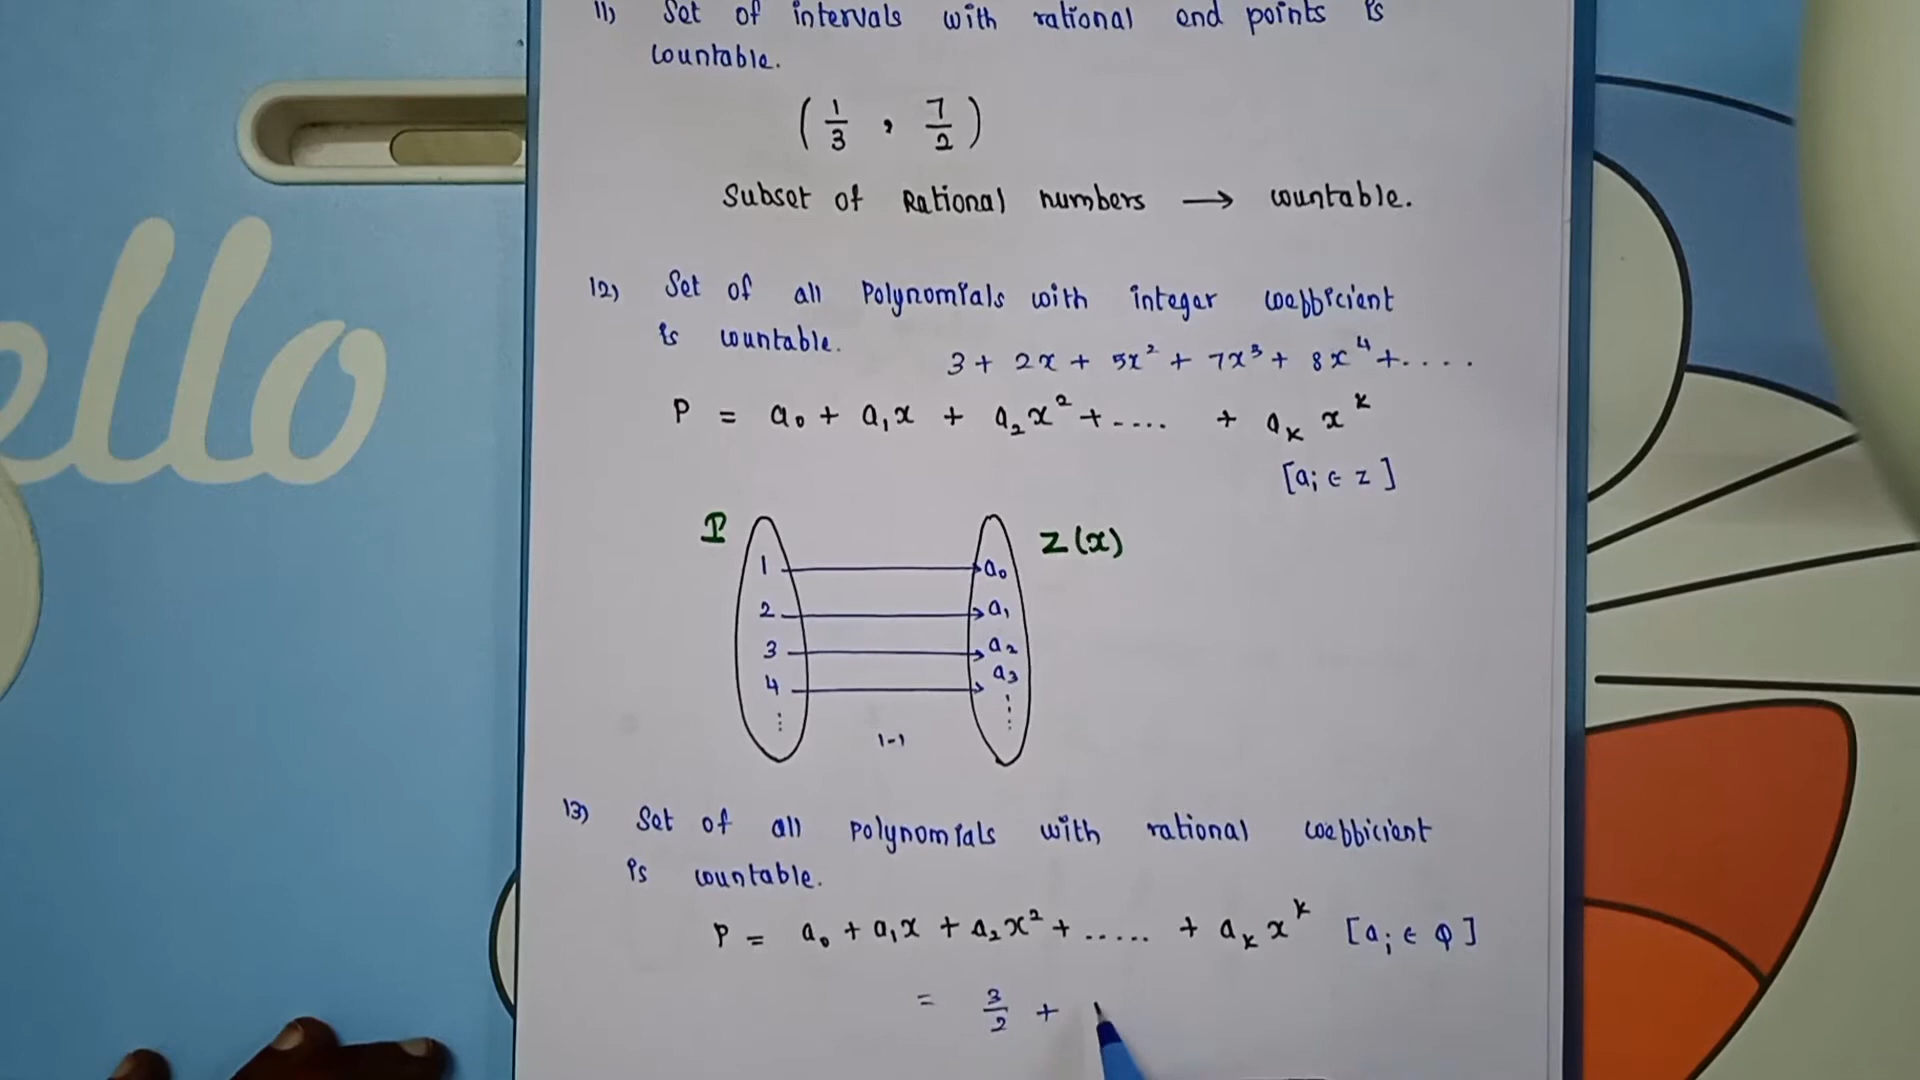 11) Set of intervals with rational end points is
countable.
( 1/3 , 7/2 )
Subset of Rational numbers → countable.
12) Set of all Polynomials with integer coefficient
is countable.
3 + 2x + 5x² + 7x³ + 8x⁴ + ....
P = a₀ + a₁x + a₂x² + ..... + aₖ xᵏ
[aᵢ ∈ Z]
I Z(x)
1 → a₀
2 → a₁
3 → a₂
4 → a₃
⋮ ⋮
1-1
13) Set of all polynomials with rational coefficient
is countable.
P = a₀ + a₁x + a₂x² + ..... + aₖ xᵏ [aᵢ ∈ Q]
= 3/2 +
ello